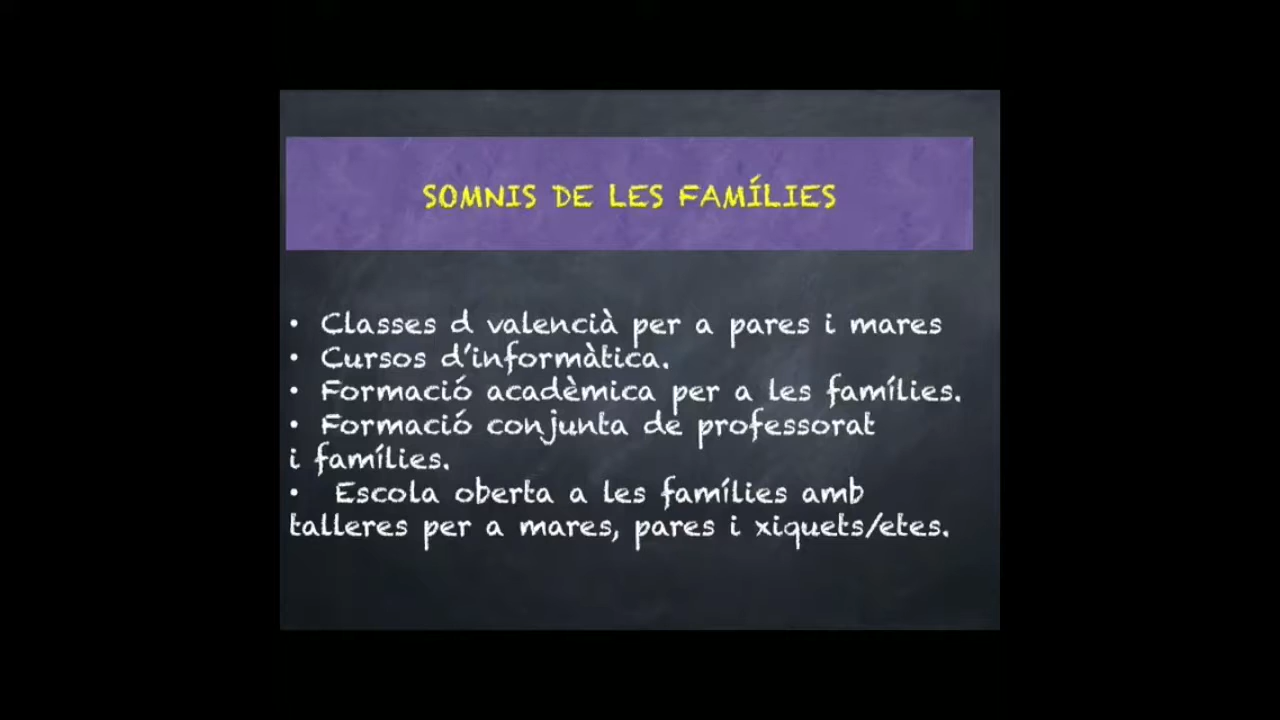 SOMNIS DE LES FAMÍLIES
• Classes d valencià per a pares i mares
• Cursos d'informàtica.
• Formació acadèmica per a les famílies.
• Formació conjunta de professorat
i famílies.
• Escola oberta a les famílies amb
talleres per a mares, pares i xiquets/etes.